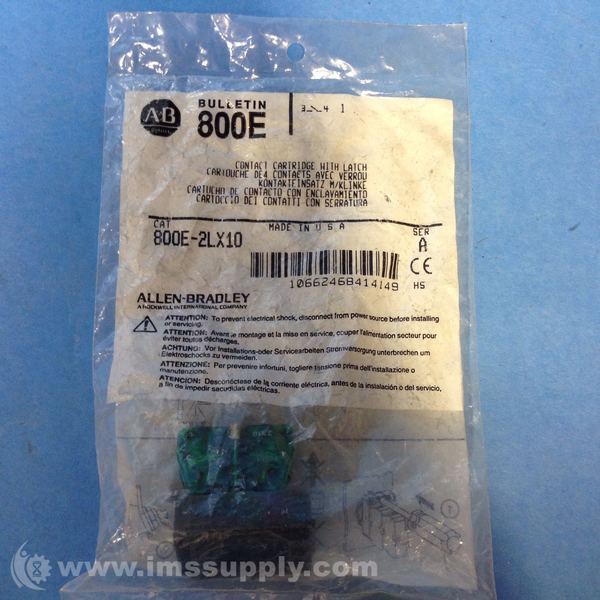 A-B
BULLETIN
800E
CONTACT CARTRIDGE WITH LATCH
CARTOUCHE DE4 CONTACTS AVEC VERROU
KONTAKTEINSATZ M/KLINKE
CARTUCHO DE CONTACTO CON ENCLAVAMIENTO
CARTOCCIO DEI CONTATTI CON SERRATURA
CAT
MADE IN U S A
SER
800E-2LX10
A
CE
10662468414149
HS
ALLEN-BRADLEY
A ROCKWELL INTERNATIONAL COMPANY
ATTENTION: To prevent electrical shock, disconnect from power source before installing
or servicing.
ATTENTION: Avant le montage et la mise en service, couper l'alimentation secteur pour
éviter toutes décharges.
ACHTUNG: Vor Installations-oder Servicearbeiten Stromversorgung unterbrechen um
Elektroschocks zu vermeiden.
ATTENZIONE: Per prevenire infortuni, togliere tensione prima dell'installazione o
manutenzione.
ATENCION: Desconéctase de la corriente eléctrica, antes de la instalación o del servicio,
a fin de impedir sacudidas eléctricas.
www.imssupply.com